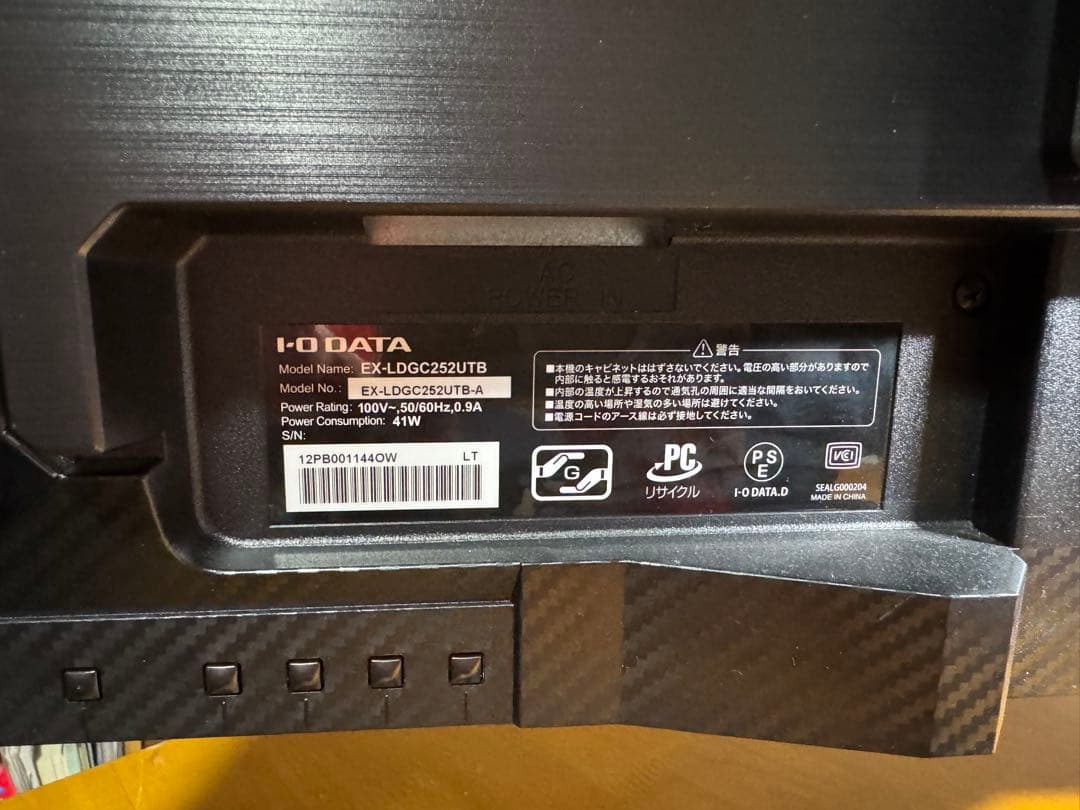 AC
POWER IN
I-O DATA
Model Name: EX-LDGC252UTB
Model No.: EX-LDGC252UTB-A
Power Rating: 100V~,50/60Hz,0.9A
Power Consumption: 41W
S/N:
12PB001144OW LT
警告
■本機のキャビネットははずさないでください。電圧の高い部分がありますので
内部に触ると感電するおそれがあります。
■内部の温度が上昇するので通気孔の周囲に適当な間隔をおいてください。
■温度の高い場所や湿気の多い場所は避けてください。
■電源コードのアース線は必ず接地してください。
G
PC
リサイクル
PS
E
I-O DATA.D
VCI
SEALG000204
MADE IN CHINA